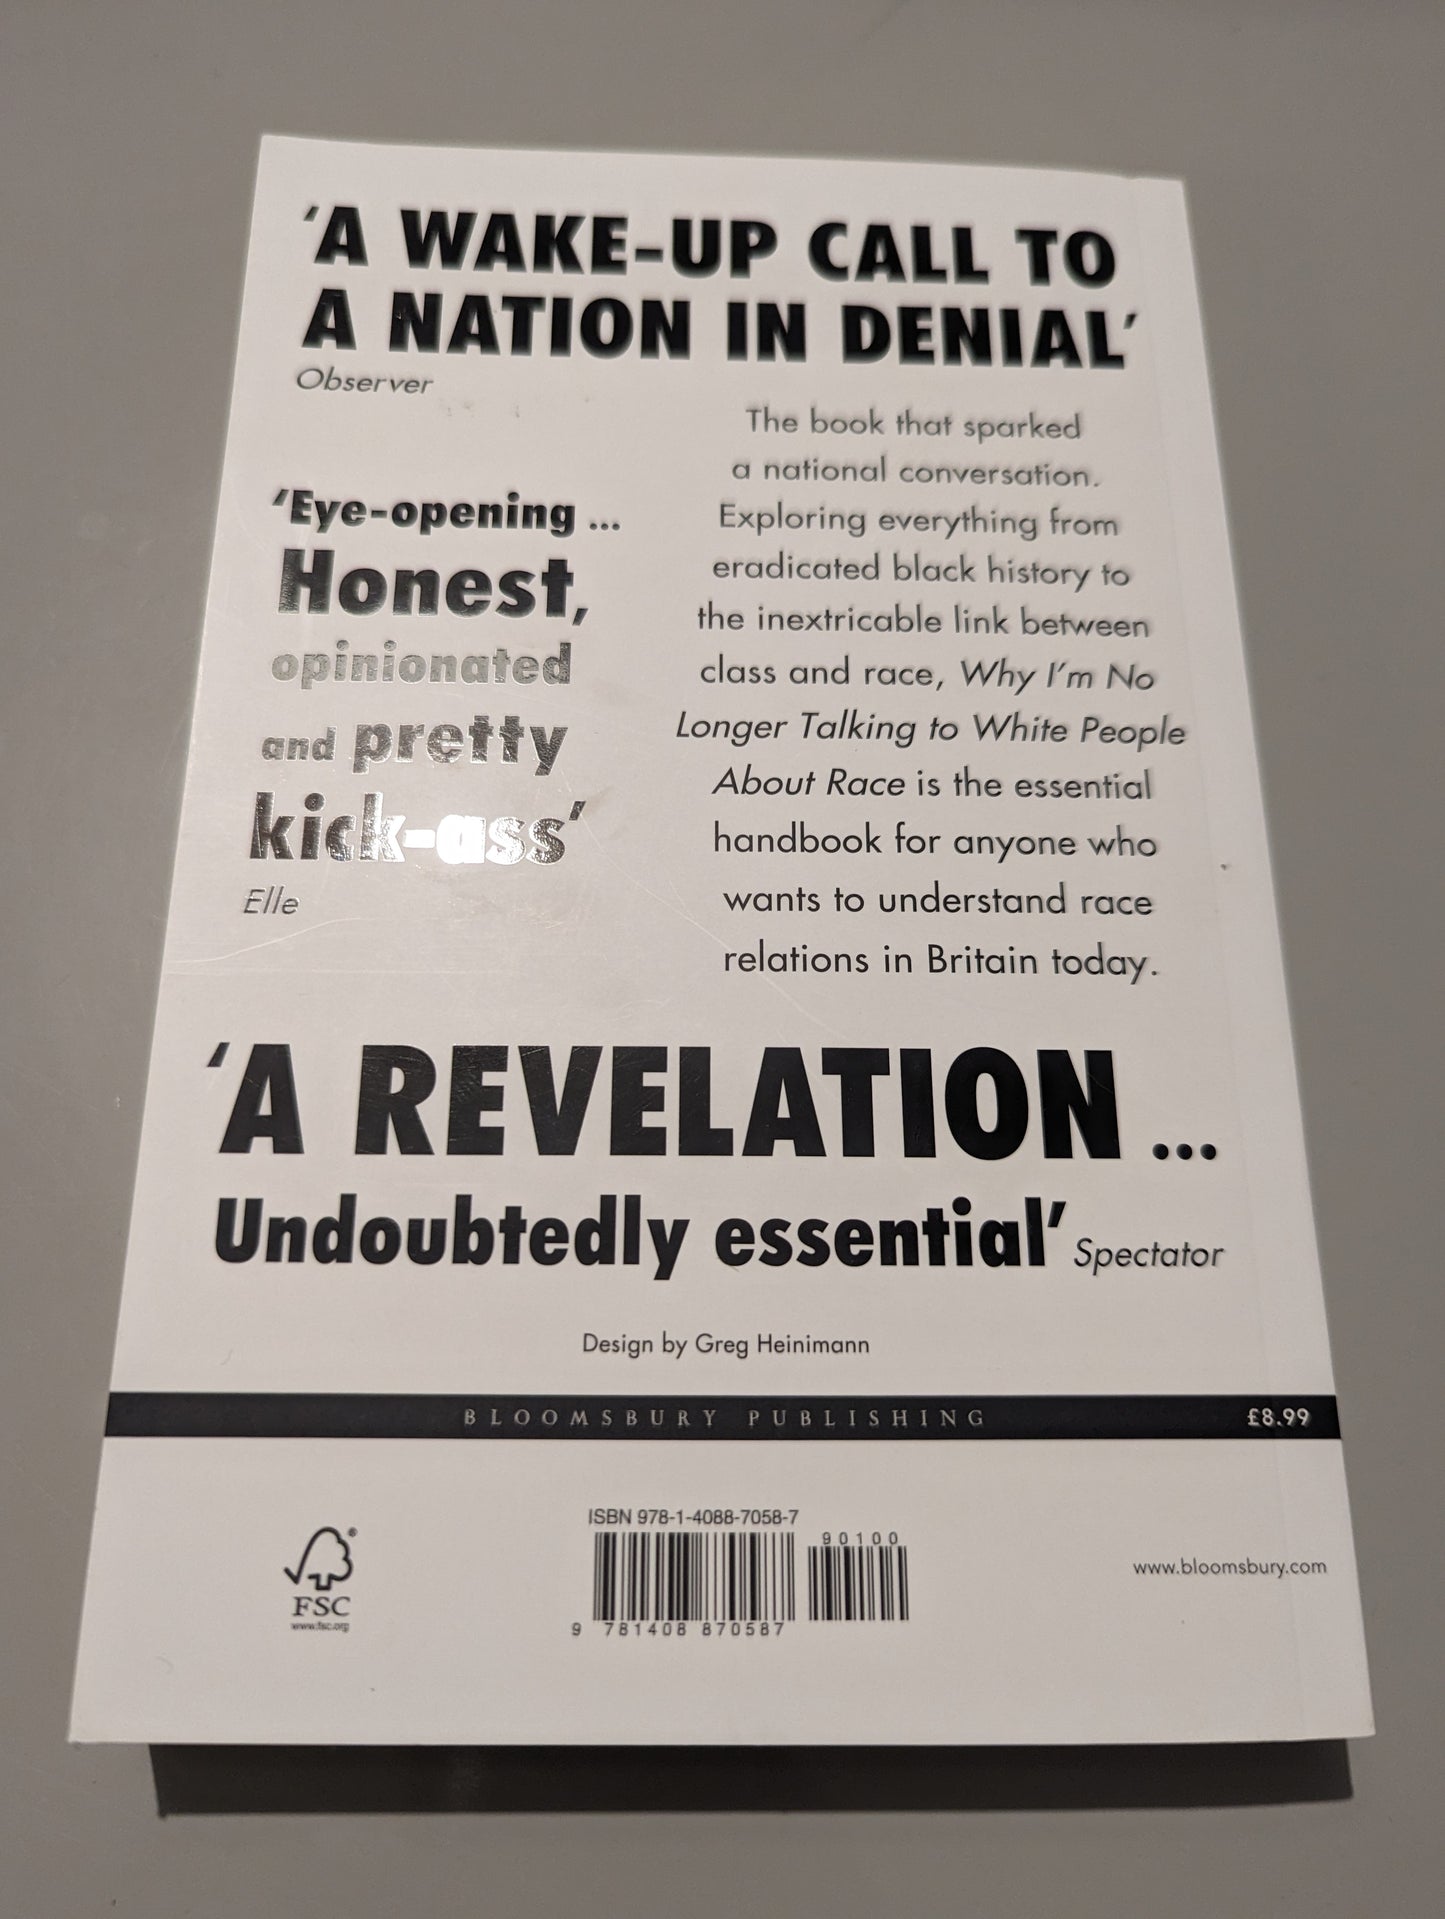 ‘A WAKE-UP CALL TO
A NATION IN DENIAL’
Observer
‘Eye-opening ...
Honest,
opinionated
and pretty
kick-ass’
Elle
The book that sparked
a national conversation.
Exploring everything from
eradicated black history to
the inextricable link between
class and race, Why I’m No
Longer Talking to White People
About Race is the essential
handbook for anyone who
wants to understand race
relations in Britain today.
‘A REVELATION ...
Undoubtedly essential’ Spectator
Design by Greg Heinimann
BLOOMSBURY PUBLISHING £8.99
ISBN 978-1-4088-7058-7
90100
9 781408 870587
FSC
www.fsc.org
www.bloomsbury.com